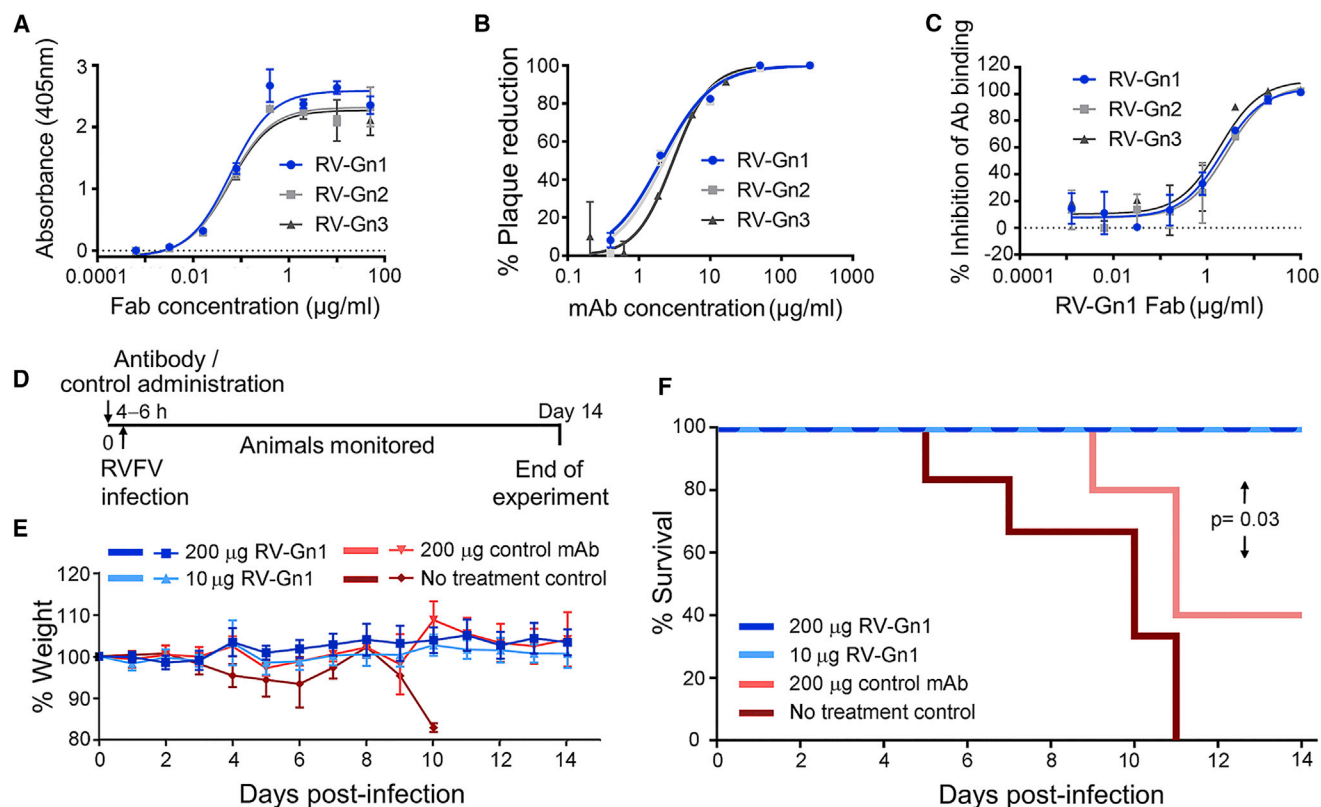 A
Absorbance (405nm)
3
2
1
0
0.0001
0.01
1
100
RV-Gn1
RV-Gn2
RV-Gn3
Fab concentration (µg/ml)
B
% Plaque reduction
100
80
60
40
20
0
0.1
1
10
100
1000
RV-Gn1
RV-Gn2
RV-Gn3
mAb concentration (µg/ml)
C
% Inhibition of Ab binding
120
100
80
60
40
20
0
-20
0.0001
0.01
1
100
RV-Gn1
RV-Gn2
RV-Gn3
RV-Gn1 Fab (µg/ml)
D
Antibody /
control administration
4–6 h
Day 14
0
Animals monitored
RVFV
infection
End of
experiment
E
200 µg RV-Gn1
200 µg control mAb
10 µg RV-Gn1
No treatment control
% Weight
120
110
100
90
80
0
2
4
6
8
10
12
14
Days post-infection
F
% Survival
100
80
60
40
20
0
p= 0.03
200 µg RV-Gn1
10 µg RV-Gn1
200 µg control mAb
No treatment control
0
2
4
6
8
10
12
14
Days post-infection